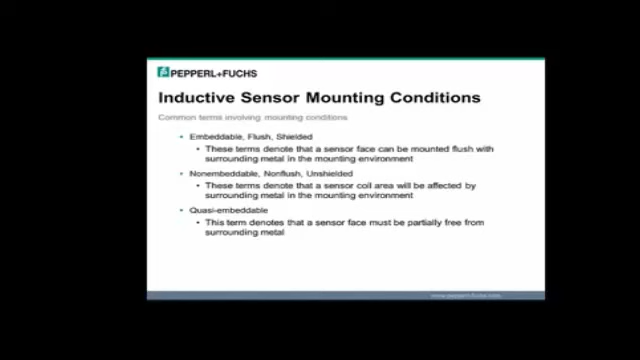 PEPPERL+FUCHS
Inductive Sensor Mounting Conditions
Common terms involving mounting conditions
• Embeddable, Flush, Shielded
• These terms denote that a sensor face can be mounted flush with
surrounding metal in the mounting environment
• Nonembeddable, Nonflush, Unshielded
• These terms denote that a sensor coil area will be affected by
surrounding metal in the mounting environment
• Quasi-embeddable
• This term denotes that a sensor face must be partially free from
surrounding metal
www.pepperl-fuchs.com